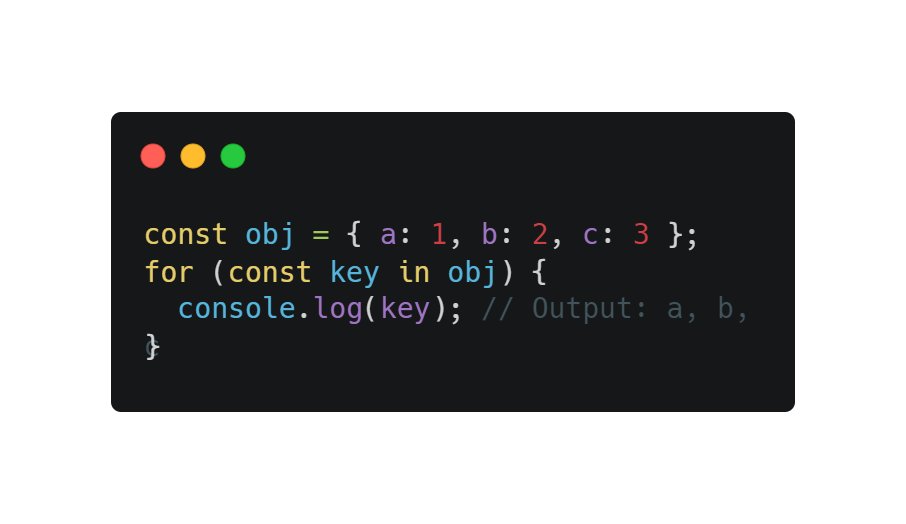 const obj = { a: 1, b: 2, c: 3 };
for (const key in obj) {
  console.log(key); // Output: a, b,
c
}